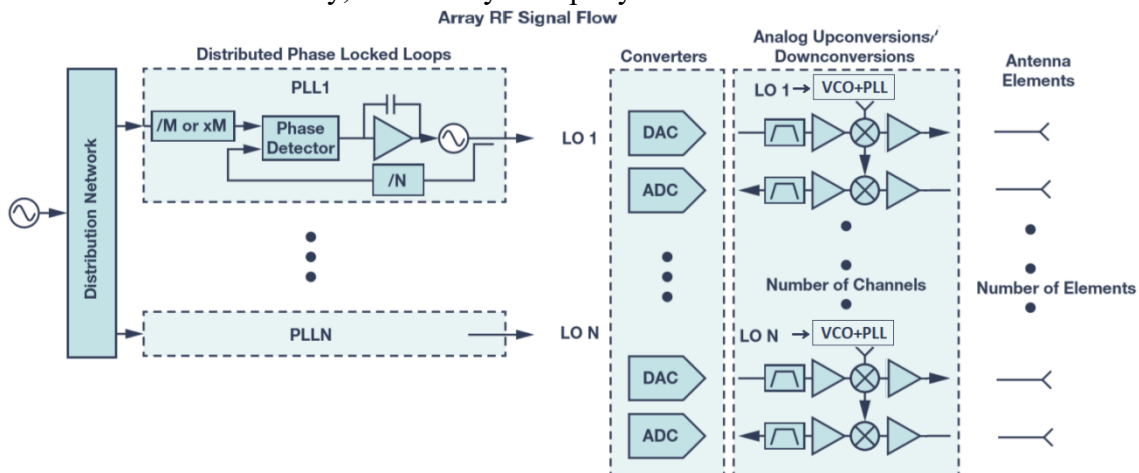 Array RF Signal Flow
Distributed Phase Locked Loops
PLL1
/M or xM
Phase
Detector
/N
LO 1
Distribution Network
PLLN
LO N
Converters
DAC
ADC
DAC
ADC
Analog Upconversions/
Downconversions
LO 1
VCO+PLL
Number of Channels
LO N
VCO+PLL
Antenna
Elements
Number of Elements